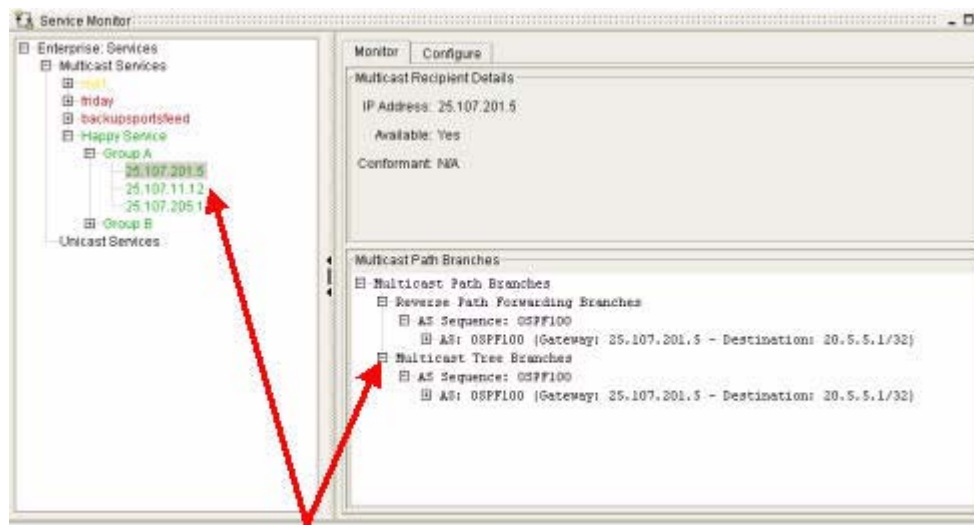 Service Monitor
Enterprise: Services
Multicast Services
friday
backupsportsfeed
Happy Service
Group A
25.107.201.5
25.107.11.12
25.107.205.1
Group B
Unicast Services
Monitor
Configure
Multicast Recipient Details
IP Address: 25.107.201.5
Available: Yes
Conformant: N/A
Multicast Path Branches
Multicast Path Branches
Reverse Path Forwarding Branches
AS Sequence: OSPF100
AS: OSPF100 (Gateway: 25.107.201.5 - Destination: 20.5.5.1/32)
Multicast Tree Branches
AS Sequence: OSPF100
AS: OSPF100 (Gateway: 25.107.201.5 - Destination: 20.5.5.1/32)